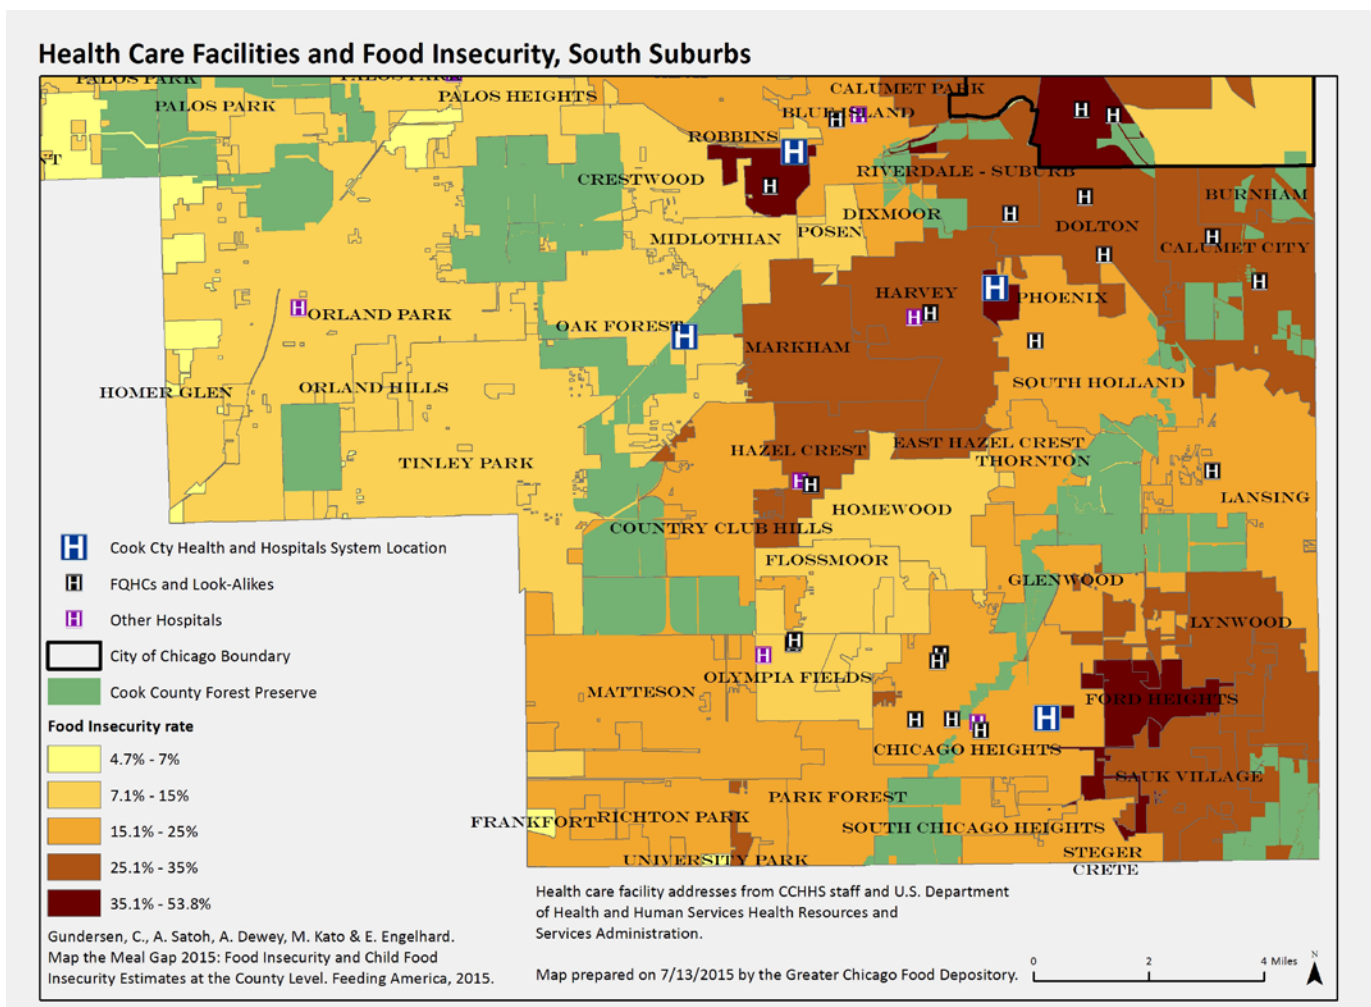 Health Care Facilities and Food Insecurity, South Suburbs
PALOS PARK
PALOS PARK
PALOS HEIGHTS
CALUMET PARK
PALOS PARK
BLUE ISLAND
ROBBINS
CRESTWOOD
RIVERDALE - SUBURB
BURNHAM
DIXMOOR
DOLTON
POSEN
MIDLOTHIAN
CALUMET CITY
HARVEY
PHOENIX
ORLAND PARK
OAK FOREST
MARKHAM
SOUTH HOLLAND
ORLAND HILLS
HOMER GLEN
HAZEL CREST
EAST HAZEL CREST
THORNTON
TINLEY PARK
LANSING
HOMEWOOD
COUNTRY CLUB HILLS
FLOSSMOOR
GLENWOOD
LYNWOOD
OLYMPIA FIELDS
MATTESON
FORD HEIGHTS
CHICAGO HEIGHTS
SAUK VILLAGE
PARK FOREST
FRANKFORT
RICHTON PARK
SOUTH CHICAGO HEIGHTS
STEGER
UNIVERSITY PARK
CRETE
H Cook Cty Health and Hospitals System Location
H FQHCs and Look-Alikes
H Other Hospitals
City of Chicago Boundary
Cook County Forest Preserve
Food Insecurity rate
4.7% - 7%
7.1% - 15%
15.1% - 25%
25.1% - 35%
35.1% - 53.8%
Gundersen, C., A. Satoh, A. Dewey, M. Kato & E. Engelhard.
Map the Meal Gap 2015: Food Insecurity and Child Food
Insecurity Estimates at the County Level. Feeding America, 2015.
Health care facility addresses from CCHHS staff and U.S. Department
of Health and Human Services Health Resources and
Services Administration.
Map prepared on 7/13/2015 by the Greater Chicago Food Depository.
0 2 4 Miles
N